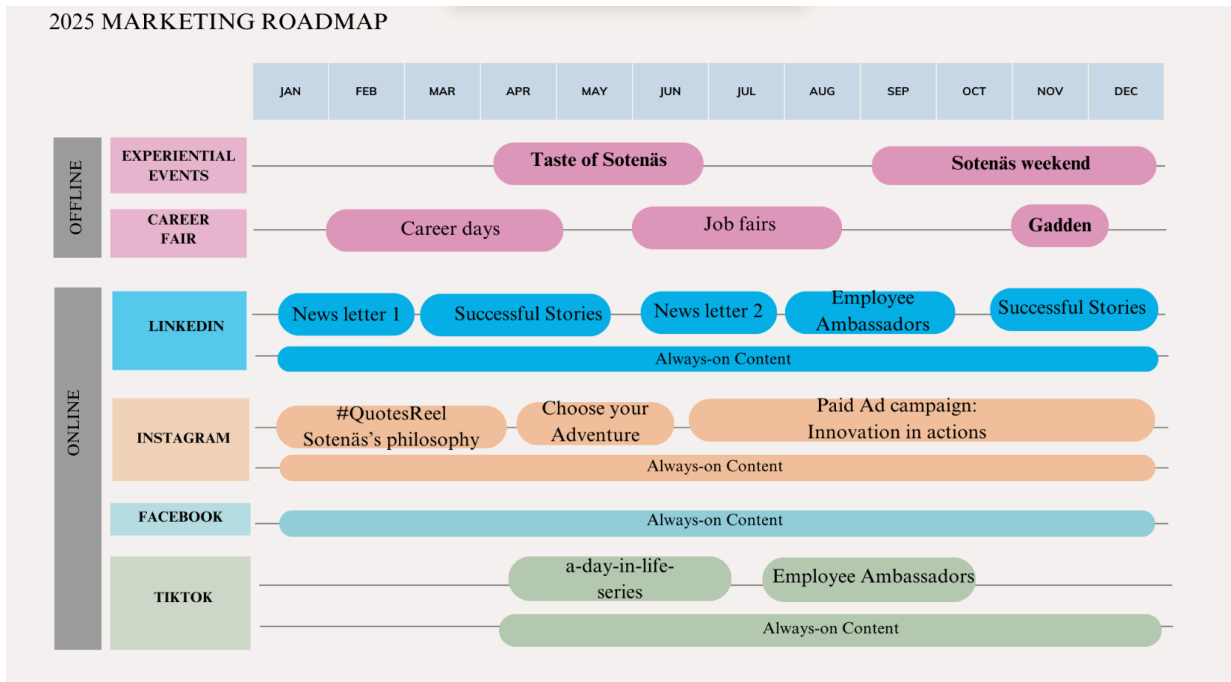 2025 MARKETING ROADMAP
JAN FEB MAR APR MAY JUN JUL AUG SEP OCT NOV DEC
OFFLINE
EXPERIENTIAL
EVENTS
Taste of Sotenäs
Sotenäs weekend
CAREER
FAIR
Career days
Job fairs
Gadden
ONLINE
LINKEDIN
News letter 1
Successful Stories
News letter 2
Employee
Ambassadors
Successful Stories
Always-on Content
INSTAGRAM
#QuotesReel
Sotenäs's philosophy
Choose your
Adventure
Paid Ad campaign:
Innovation in actions
Always-on Content
FACEBOOK
Always-on Content
TIKTOK
a-day-in-life-
series
Employee Ambassadors
Always-on Content